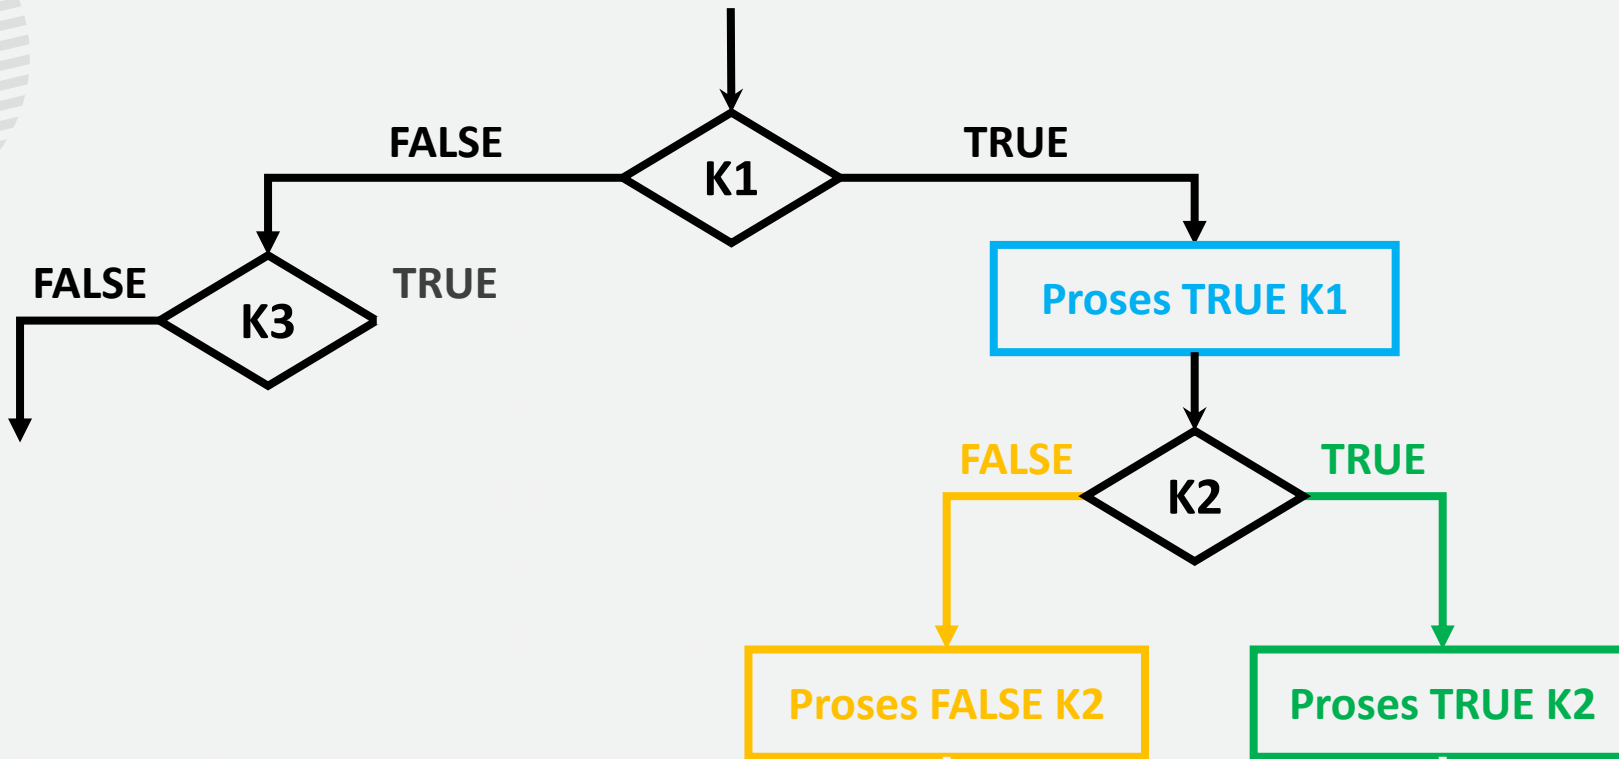 FALSE
TRUE
K1
FALSE
K3
TRUE
Proses TRUE K1
FALSE
K2
TRUE
Proses FALSE K2
Proses TRUE K2